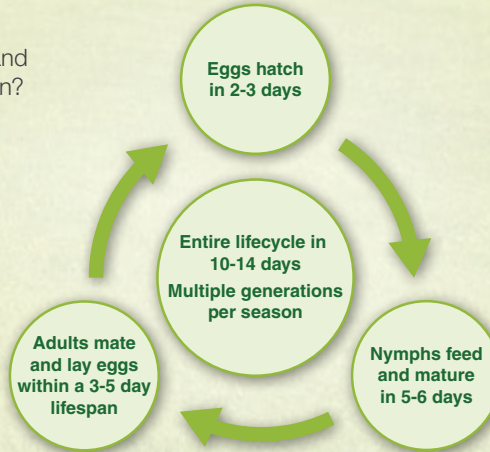 and
n?
Eggs hatch
in 2-3 days
Entire lifecycle in
10-14 days
Multiple generations
per season
Adults mate
and lay eggs
within a 3-5 day
lifespan
Nymphs feed
and mature
in 5-6 days